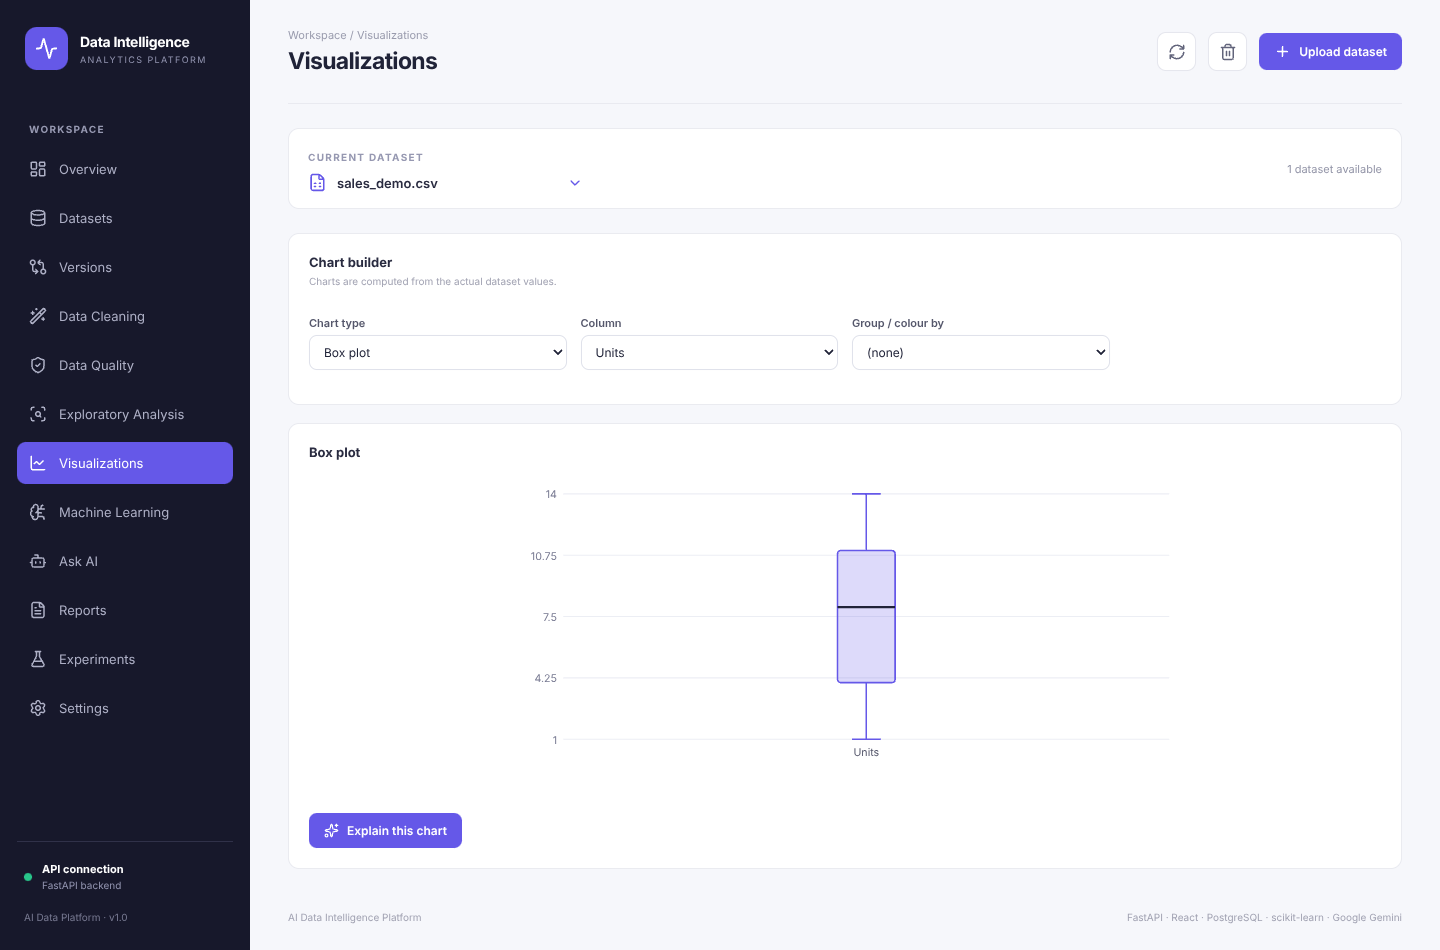 Data Intelligence
ANALYTICS PLATFORM
WORKSPACE
Overview
Datasets
Versions
Data Cleaning
Data Quality
Exploratory Analysis
Visualizations
Machine Learning
Ask AI
Reports
Experiments
Settings
API connection
FastAPI backend
AI Data Platform · v1.0
Workspace / Visualizations
Visualizations
Upload dataset
CURRENT DATASET
sales_demo.csv
1 dataset available
Chart builder
Charts are computed from the actual dataset values.
Chart type
Column
Group / colour by
Box plot
Units
(none)
Box plot
14
10.75
7.5
4.25
1
Units
Explain this chart
AI Data Intelligence Platform
FastAPI · React · PostgreSQL · scikit-learn · Google Gemini